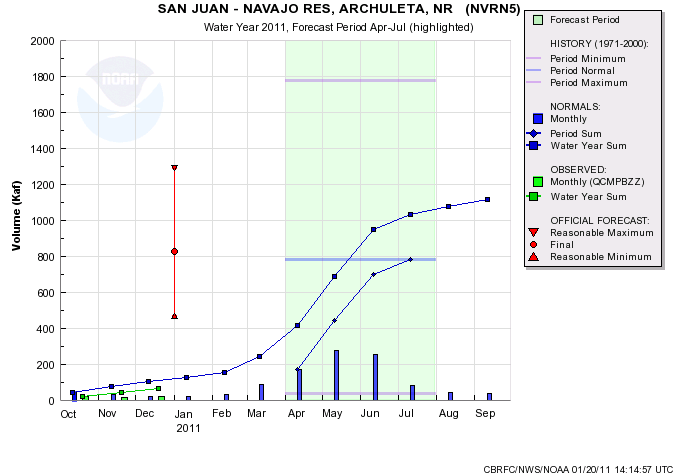 SAN JUAN - NAVAJO RES, ARCHULETA, NR (NVRN5)
Water Year 2011, Forecast Period Apr-Jul (highlighted)
Volume (Kaf)
2000
1800
1600
1400
1200
1000
800
600
400
200
0
Oct Nov Dec Jan Feb Mar Apr May Jun Jul Aug Sep
2011
NOAA
Forecast Period
HISTORY (1971-2000):
Period Minimum
Period Normal
Period Maximum
NORMALS:
Monthly
Period Sum
Water Year Sum
OBSERVED:
Monthly (QCMPBZZ)
Water Year Sum
OFFICIAL FORECAST:
Reasonable Maximum
Final
Reasonable Minimum
CBRFC/NWS/NOAA 01/20/11 14:14:57 UTC